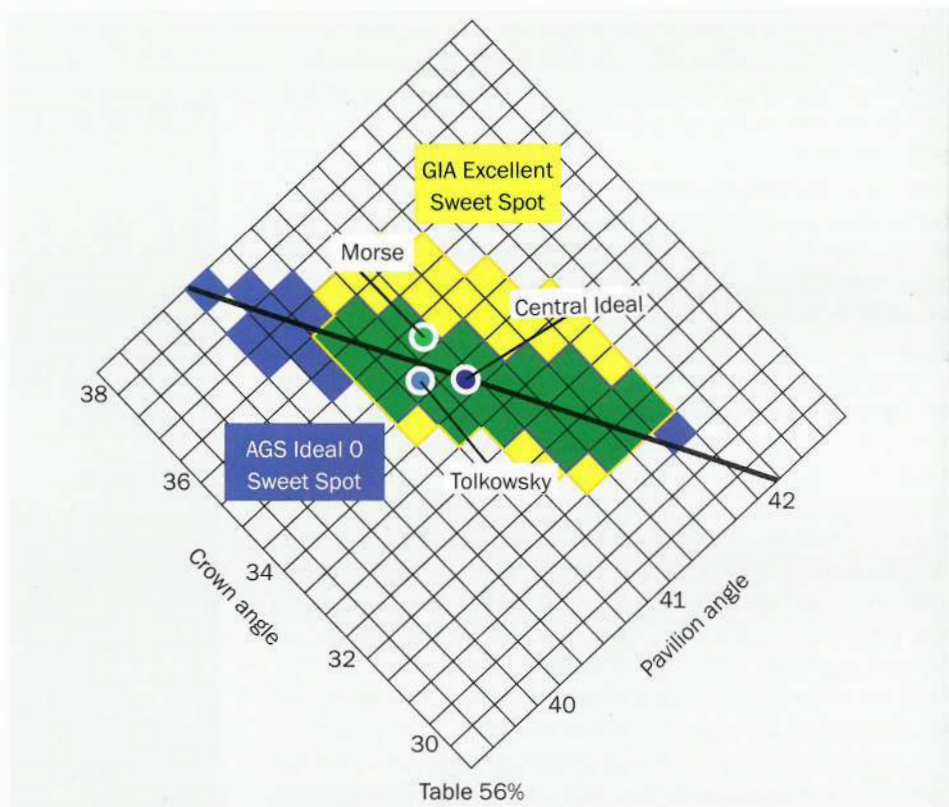 GIA Excellent
Sweet Spot
Morse
Central Ideal
38
AGS Ideal 0
Sweet Spot
Tolkowsky
36
42
Crown angle
34
41
Pavilion angle
32
40
30
Table 56%